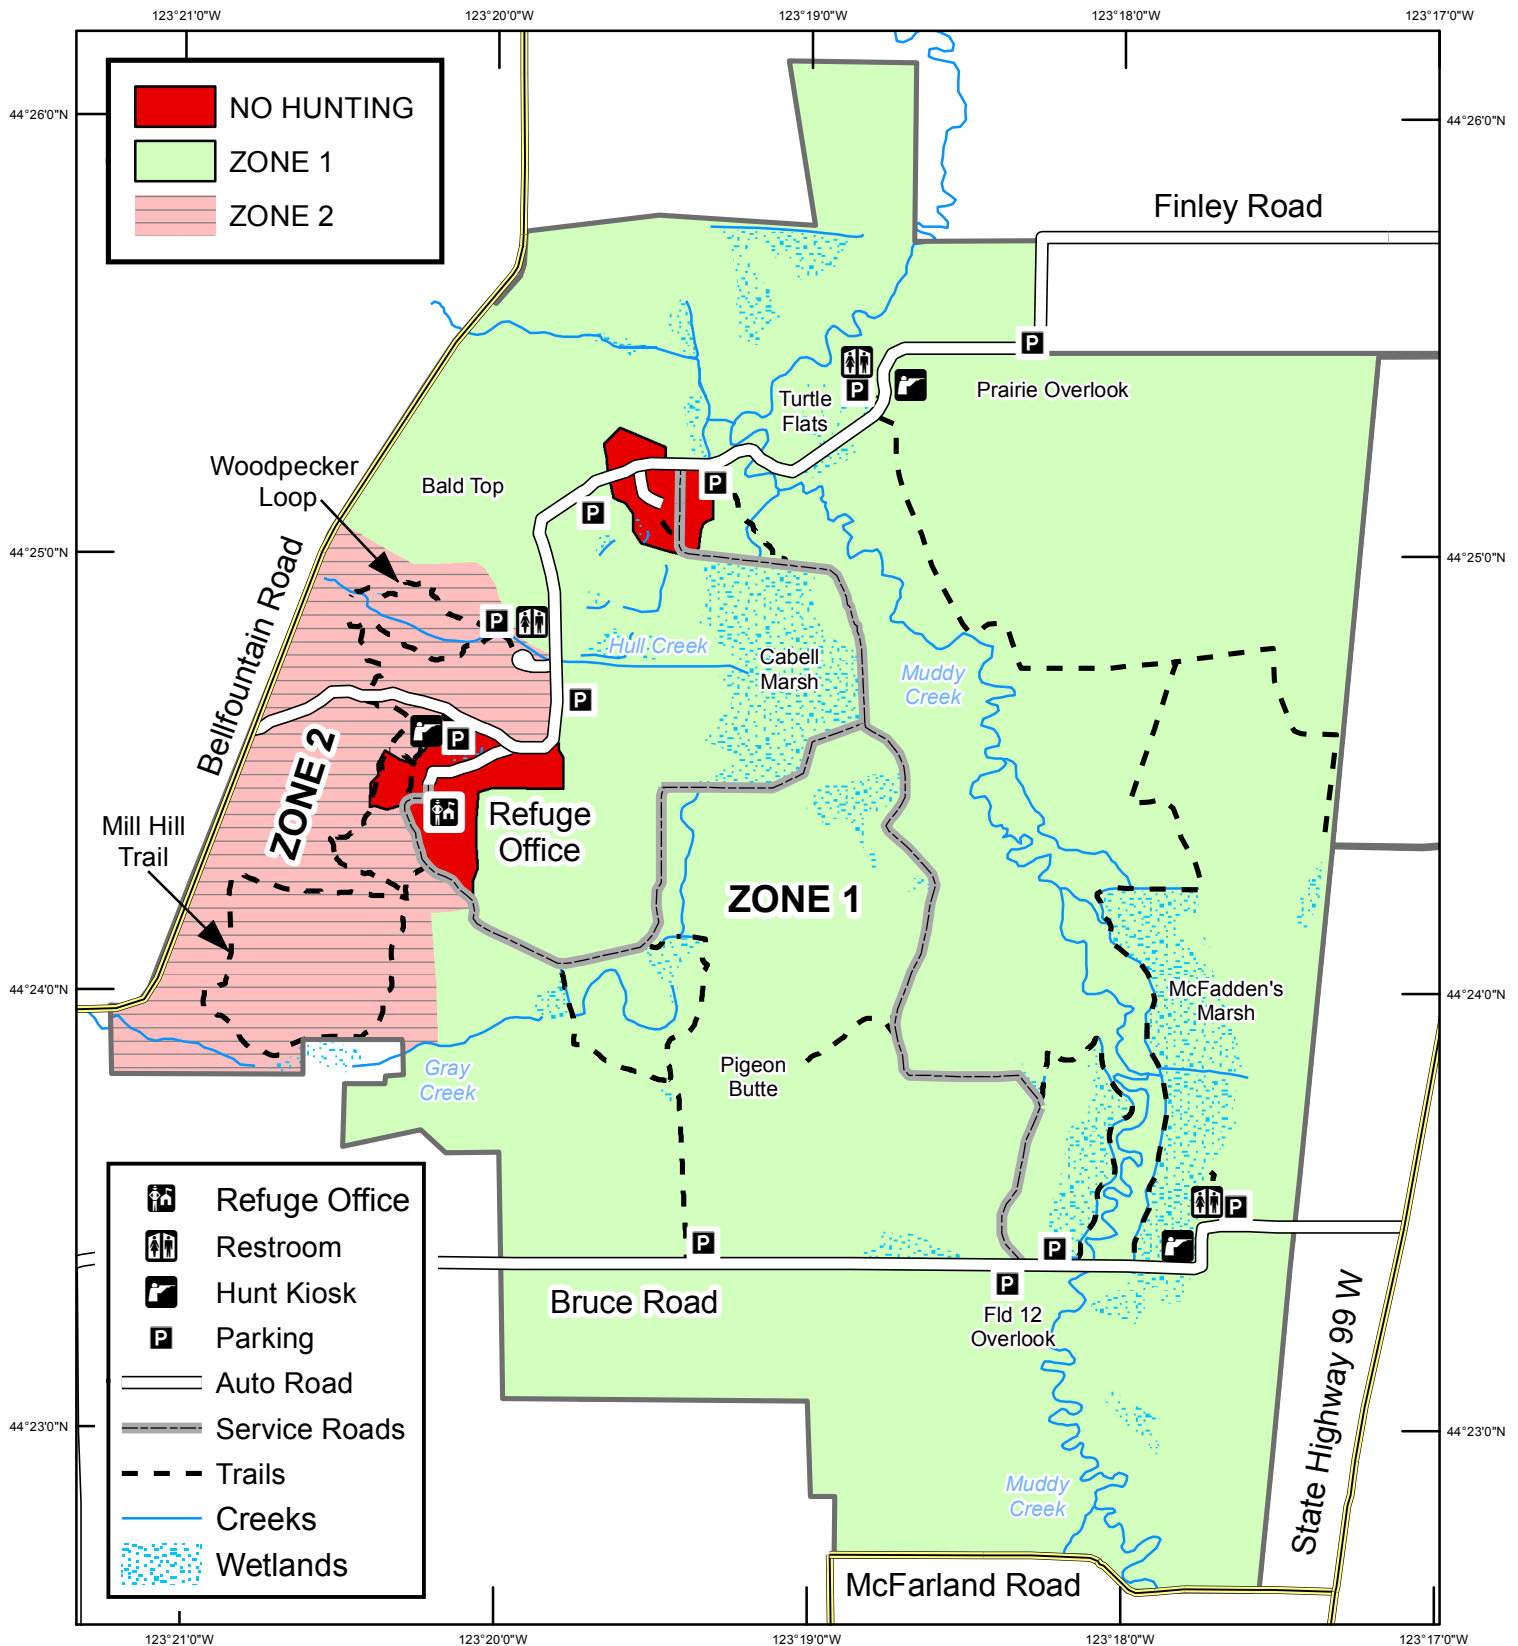 123°21'0"W
123°20'0"W
123°19'0"W
123°18'0"W
123°17'0"W
44°26'0"N
44°26'0"N
NO HUNTING
ZONE 1
ZONE 2
Finley Road
P
P
Turtle
Flats
Prairie Overlook
Woodpecker
Loop
Bald Top
P
P
44°25'0"N
44°25'0"N
Bellfountain Road
P
Hull Creek
Cabell
Marsh
Muddy
Creek
P
P
ZONE 2
Refuge
Office
Mill Hill
Trail
ZONE 1
44°24'0"N
44°24'0"N
McFadden's
Marsh
Gray
Creek
Pigeon
Butte
P
P
P
P
Bruce Road
Fld 12
Overlook
State Highway 99 W
Refuge Office
Restroom
Hunt Kiosk
P
Parking
Auto Road
Service Roads
Trails
Creeks
Wetlands
44°23'0"N
44°23'0"N
Muddy
Creek
McFarland Road
123°21'0"W
123°20'0"W
123°19'0"W
123°18'0"W
123°17'0"W